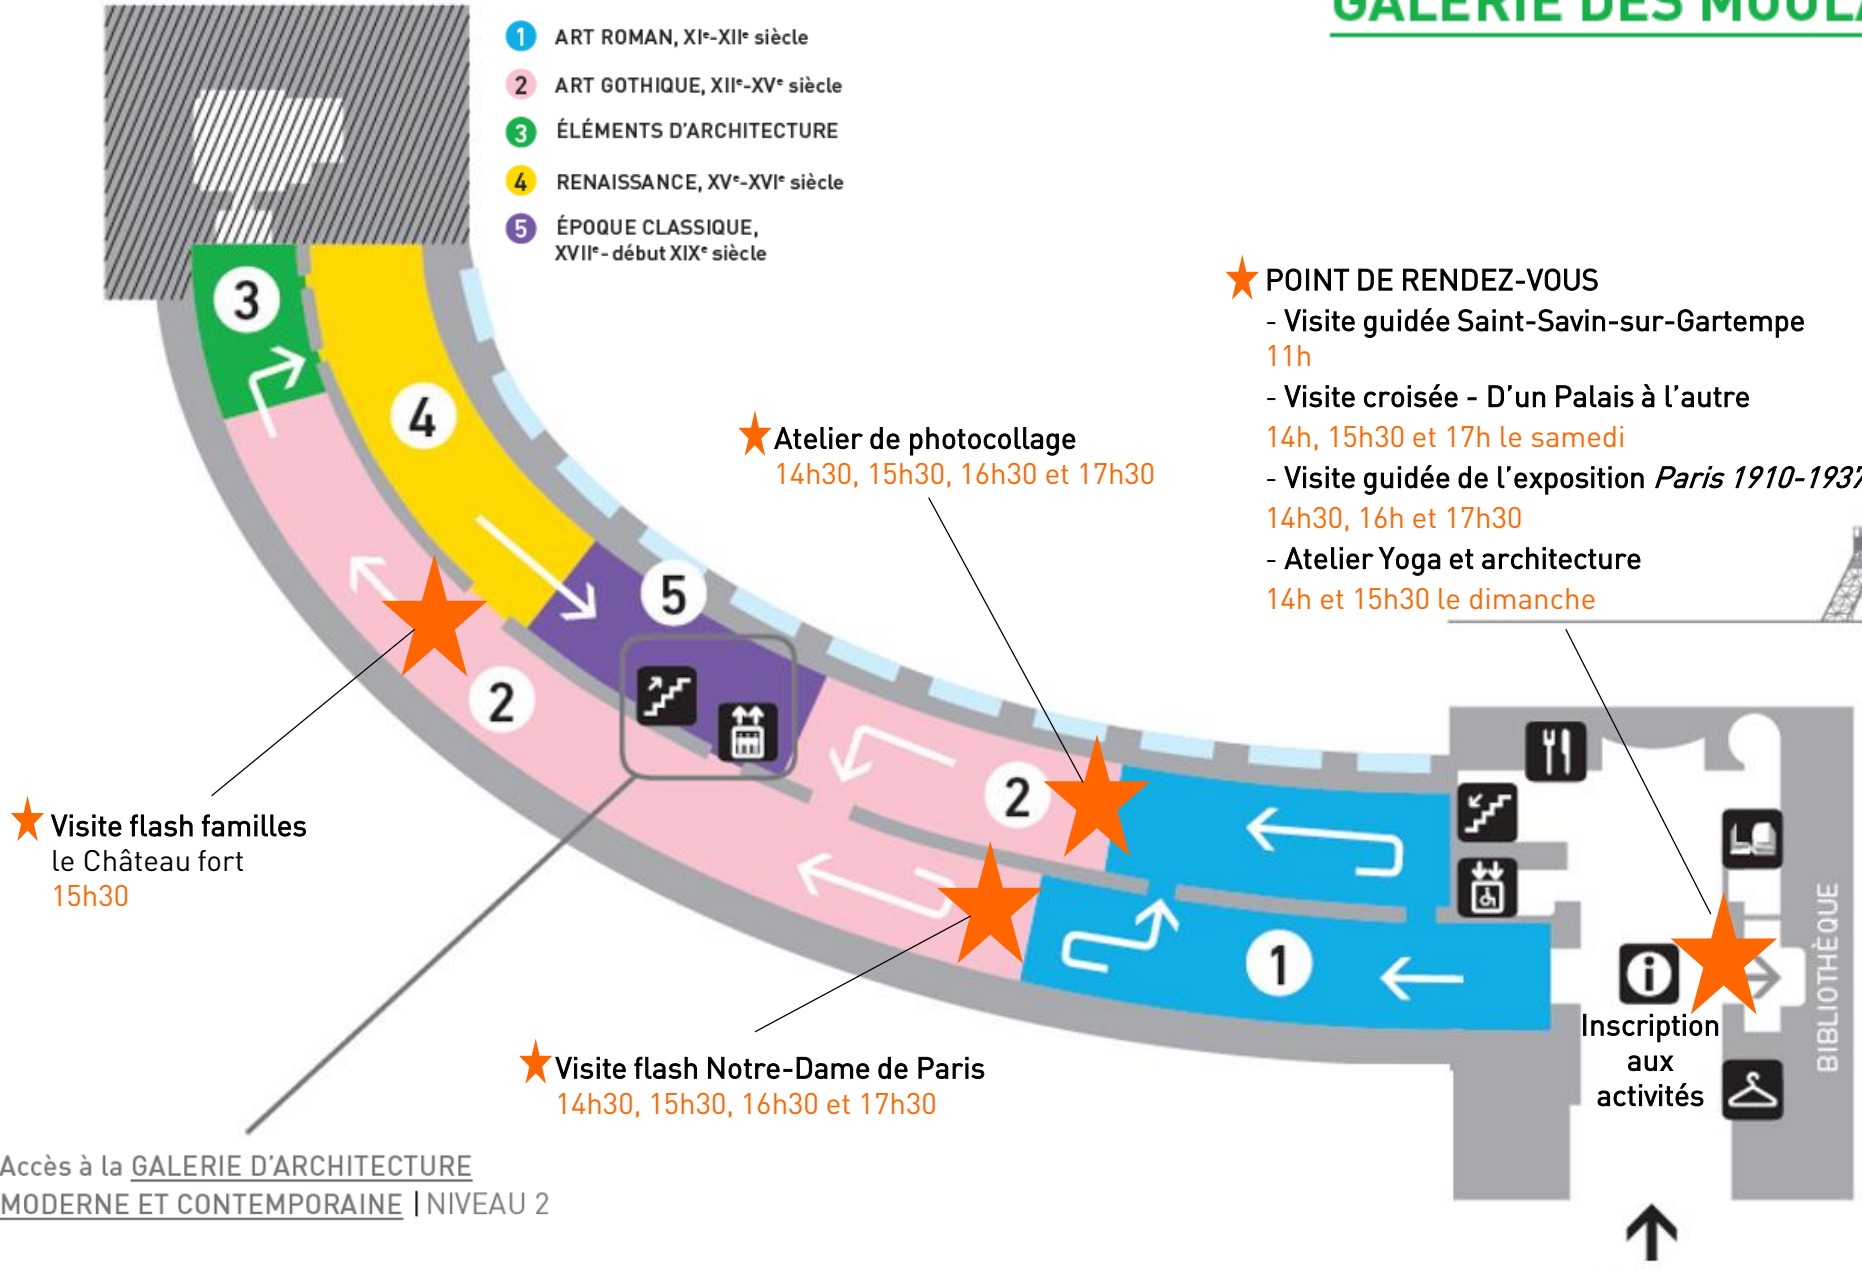 GALERIE DES MOULA
1 ART ROMAN, XIe-XIIe siècle
2 ART GOTHIQUE, XIIe-XVe siècle
3 ÉLÉMENTS D'ARCHITECTURE
4 RENAISSANCE, XVe-XVIe siècle
5 ÉPOQUE CLASSIQUE,
XVIIe- début XIXe siècle
POINT DE RENDEZ-VOUS
- Visite guidée Saint-Savin-sur-Gartempe
11h
- Visite croisée - D'un Palais à l'autre
14h, 15h30 et 17h le samedi
- Visite guidée de l'exposition Paris 1910-1937
14h30, 16h et 17h30
- Atelier Yoga et architecture
14h et 15h30 le dimanche
Atelier de photocollage
14h30, 15h30, 16h30 et 17h30
3
4
5
2
2
1
Visite flash familles
le Château fort
15h30
Visite flash Notre-Dame de Paris
14h30, 15h30, 16h30 et 17h30
i
Inscription
aux
activités
BIBLIOTHÈQUE
Accès à la GALERIE D'ARCHITECTURE
MODERNE ET CONTEMPORAINE | NIVEAU 2